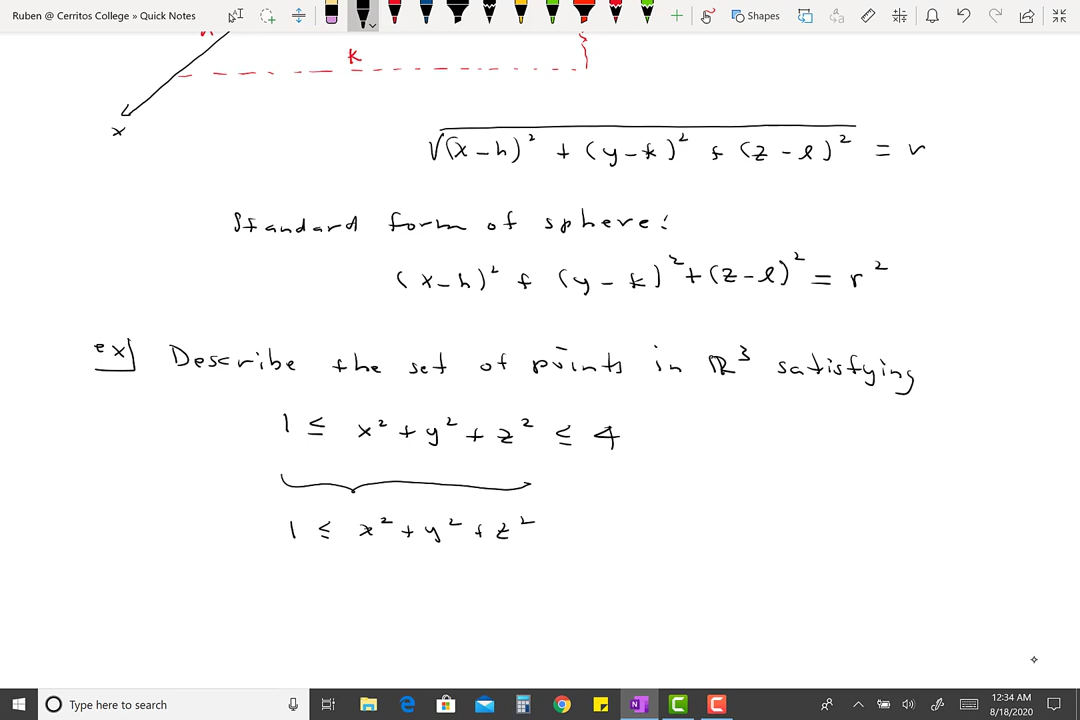 Ruben @ Cerritos College » Quick Notes
Shapes
k
x
√(x-h)² + (y-k)² + (z-l)² = r
Standard form of sphere:
(x-h)² + (y-k)² + (z-l)² = r²
ex] Describe the set of points in ℝ³ satisfying
1 ≤ x² + y² + z² ≤ 4
1 ≤ x² + y² + z²
Type here to search
12:34 AM
8/18/2020